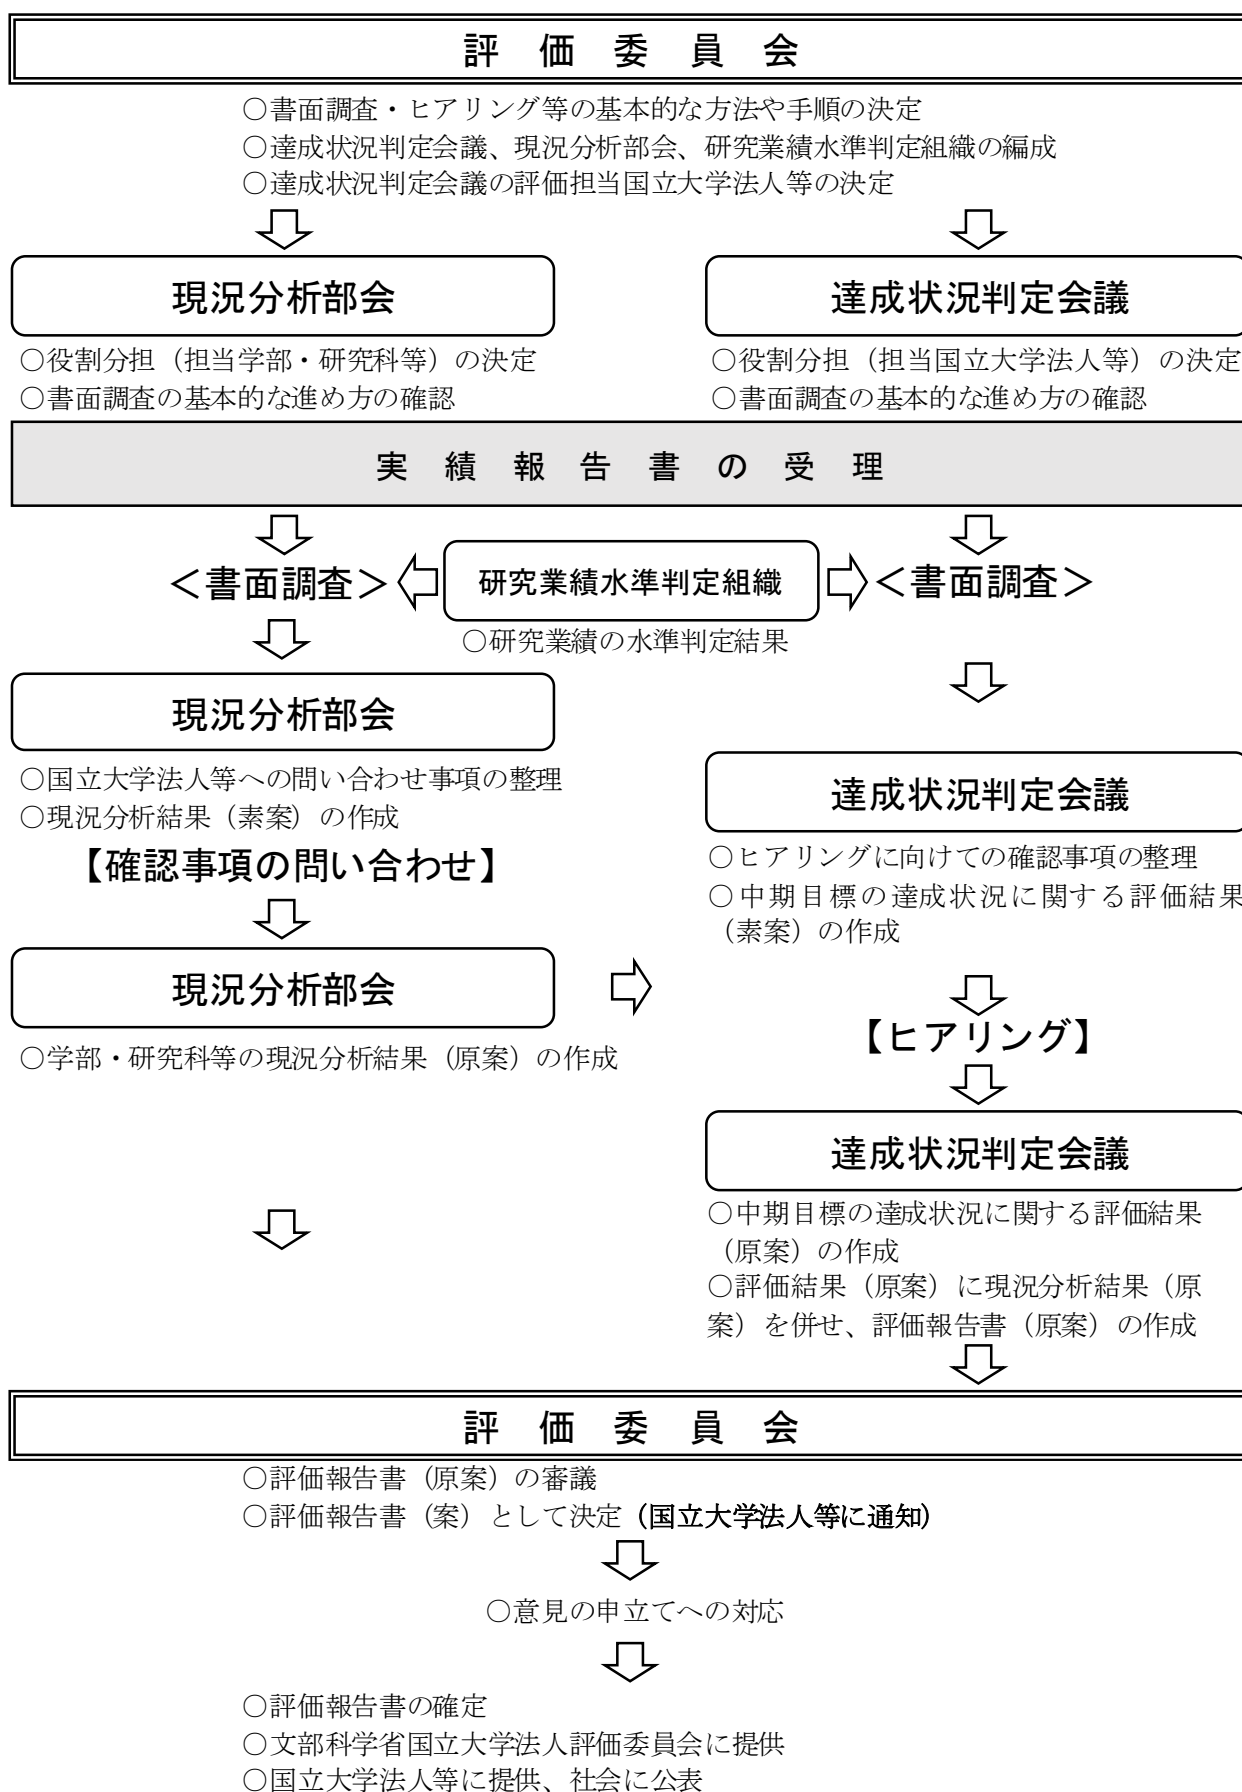 評価委員会
○書面調査・ヒアリング等の基本的な方法や手順の決定
○達成状況判定会議、現況分析部会、研究業績水準判定組織の編成
○達成状況判定会議の評価担当国立大学法人等の決定
現況分析部会
○役割分担（担当学部・研究科等）の決定
○書面調査の基本的な進め方の確認
達成状況判定会議
○役割分担（担当国立大学法人等）の決定
○書面調査の基本的な進め方の確認
実績報告書の受理
＜書面調査＞
研究業績水準判定組織
○研究業績の水準判定結果
＜書面調査＞
現況分析部会
○国立大学法人等への問い合わせ事項の整理
○現況分析結果（素案）の作成
【確認事項の問い合わせ】
現況分析部会
○学部・研究科等の現況分析結果（原案）の作成
達成状況判定会議
○ヒアリングに向けての確認事項の整理
○中期目標の達成状況に関する評価結果
（素案）の作成
【ヒアリング】
達成状況判定会議
○中期目標の達成状況に関する評価結果
（原案）の作成
○評価結果（原案）に現況分析結果（原
案）を併せ、評価報告書（原案）の作成
評価委員会
○評価報告書（原案）の審議
○評価報告書（案）として決定（国立大学法人等に通知）
○意見の申立てへの対応
○評価報告書の確定
○文部科学省国立大学法人評価委員会に提供
○国立大学法人等に提供、社会に公表